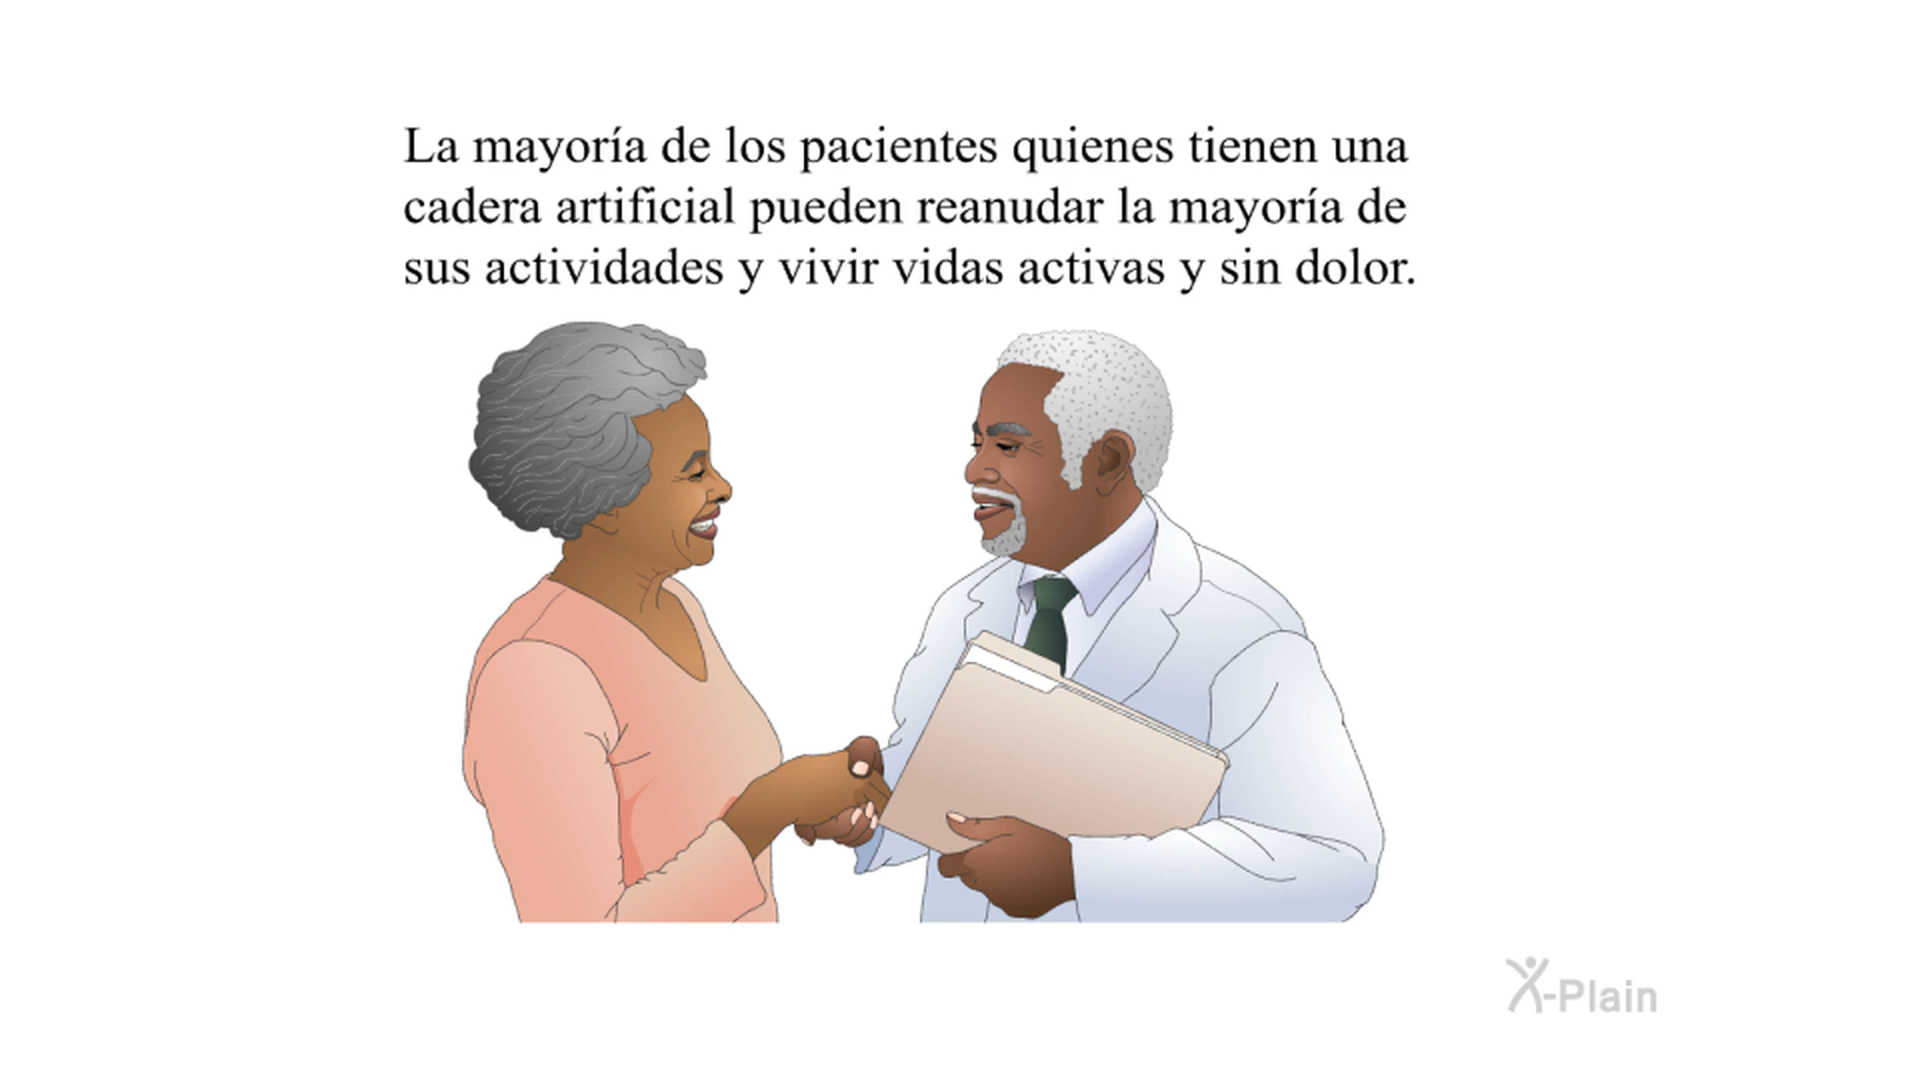 La mayoría de los pacientes quienes tienen una
cadera artificial pueden reanudar la mayoría de
sus actividades y vivir vidas activas y sin dolor.
X-Plain